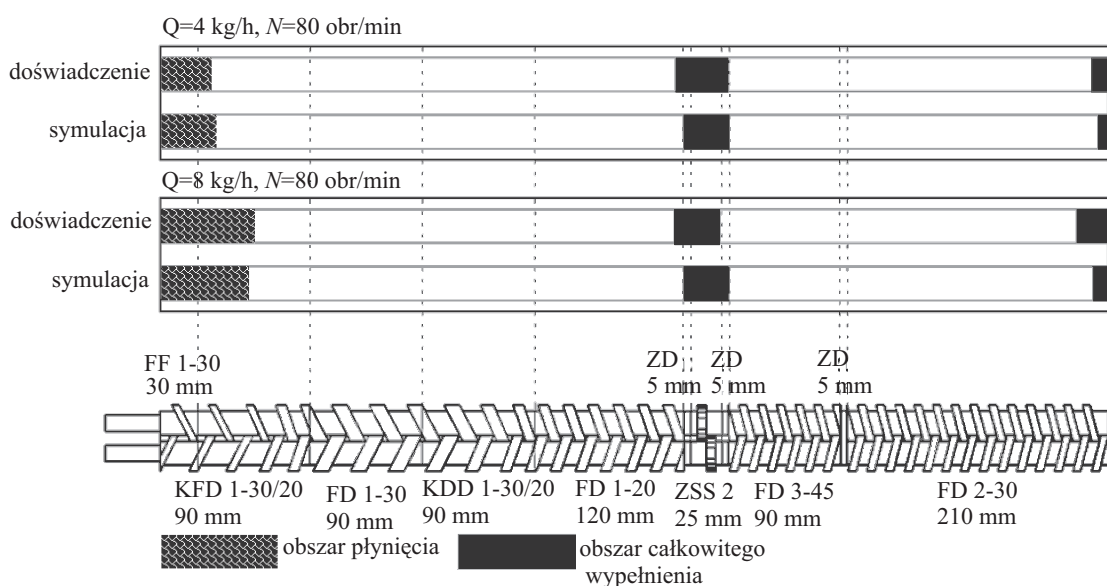 Q=4 kg/h, N=80 obr/min
doświadczenie
symulacja
Q=8 kg/h, N=80 obr/min
doświadczenie
symulacja
FF 1-30
30 mm
ZD
5 mm
ZD
5 mm
ZD
5 mm
KFD 1-30/20
90 mm
FD 1-30
90 mm
KDD 1-30/20
90 mm
FD 1-20
120 mm
ZSS 2
25 mm
FD 3-45
90 mm
FD 2-30
210 mm
obszar płynięcia
obszar całkowitego
wypełnienia